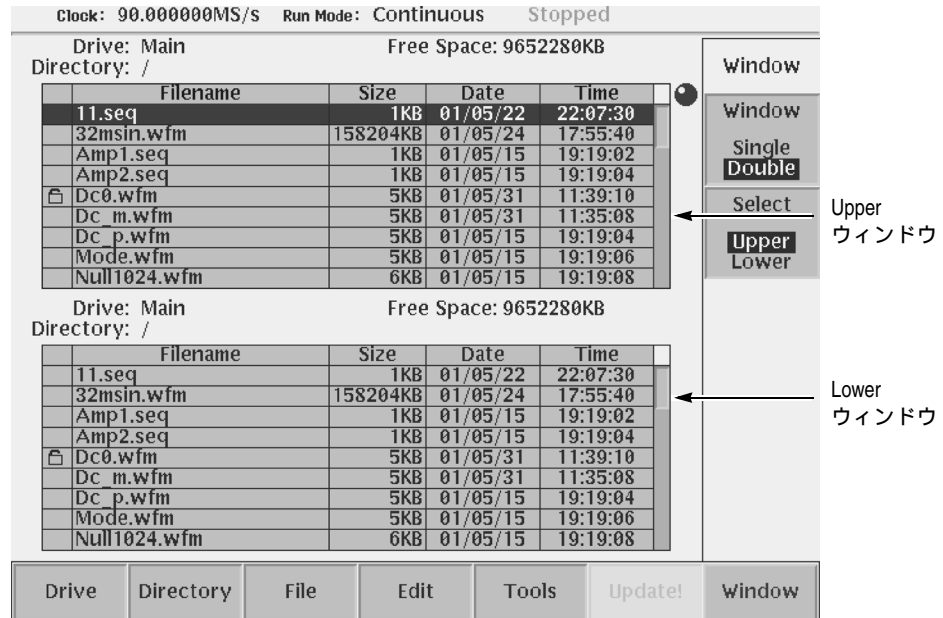 Clock: 90.000000MS/s Run Mode: Continuous Stopped
Drive: Main Free Space: 9652280KB
Directory: /
Filename Size Date Time
11.seq 1KB 01/05/22 22:07:30
32msin.wfm 158204KB 01/05/24 17:55:40
Amp1.seq 1KB 01/05/15 19:19:02
Amp2.seq 1KB 01/05/15 19:19:04
Dc0.wfm 5KB 01/05/31 11:39:10
Dc_m.wfm 5KB 01/05/31 11:35:08
Dc_p.wfm 5KB 01/05/15 19:19:04
Mode.wfm 5KB 01/05/15 19:19:06
Null1024.wfm 6KB 01/05/15 19:19:08
Drive: Main Free Space: 9652280KB
Directory: /
Filename Size Date Time
11.seq 1KB 01/05/22 22:07:30
32msin.wfm 158204KB 01/05/24 17:55:40
Amp1.seq 1KB 01/05/15 19:19:02
Amp2.seq 1KB 01/05/15 19:19:04
Dc0.wfm 5KB 01/05/31 11:39:10
Dc_m.wfm 5KB 01/05/31 11:35:08
Dc_p.wfm 5KB 01/05/15 19:19:04
Mode.wfm 5KB 01/05/15 19:19:06
Null1024.wfm 6KB 01/05/15 19:19:08
Window
Window
Single
Double
Select
Upper
Lower
Upper
ウィンドウ
Lower
ウィンドウ
Drive Directory File Edit Tools Update! Window